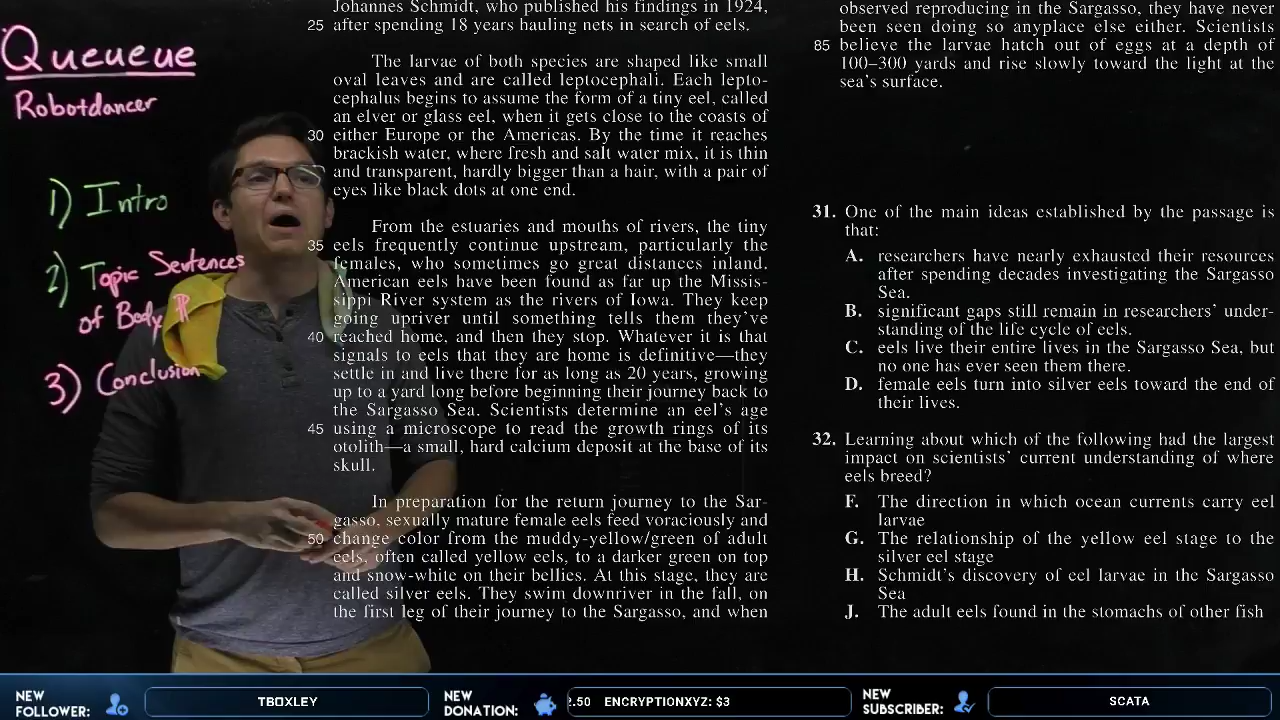 Queueue
Robotdancer
1) Intro
2) Topic Sentences
of Body ¶
3) Conclusion
Johannes Schmidt, who published his findings in 1924,
25 after spending 18 years hauling nets in search of eels.
The larvae of both species are shaped like small
oval leaves and are called leptocephali. Each lepto-
cephalus begins to assume the form of a tiny eel, called
an elver or glass eel, when it gets close to the coasts of
30 either Europe or the Americas. By the time it reaches
brackish water, where fresh and salt water mix, it is thin
and transparent, hardly bigger than a hair, with a pair of
eyes like black dots at one end.
From the estuaries and mouths of rivers, the tiny
35 eels frequently continue upstream, particularly the
females, who sometimes go great distances inland.
American eels have been found as far up the Missis-
sippi River system as the rivers of Iowa. They keep
going upriver until something tells them they've
40 reached home, and then they stop. Whatever it is that
signals to eels that they are home is definitive—they
settle in and live there for as long as 20 years, growing
up to a yard long before beginning their journey back to
the Sargasso Sea. Scientists determine an eel's age
45 using a microscope to read the growth rings of its
otolith—a small, hard calcium deposit at the base of its
skull.
In preparation for the return journey to the Sar-
gasso, sexually mature female eels feed voraciously and
50 change color from the muddy-yellow/green of adult
eels, often called yellow eels, to a darker green on top
and snow-white on their bellies. At this stage, they are
called silver eels. They swim downriver in the fall, on
the first leg of their journey to the Sargasso, and when
observed reproducing in the Sargasso, they have never
been seen doing so anyplace else either. Scientists
85 believe the larvae hatch out of eggs at a depth of
100–300 yards and rise slowly toward the light at the
sea's surface.
31. One of the main ideas established by the passage is
that:
A. researchers have nearly exhausted their resources
after spending decades investigating the Sargasso
Sea.
B. significant gaps still remain in researchers' under-
standing of the life cycle of eels.
C. eels live their entire lives in the Sargasso Sea, but
no one has ever seen them there.
D. female eels turn into silver eels toward the end of
their lives.
32. Learning about which of the following had the largest
impact on scientists' current understanding of where
eels breed?
F. The direction in which ocean currents carry eel
larvae
G. The relationship of the yellow eel stage to the
silver eel stage
H. Schmidt's discovery of eel larvae in the Sargasso
Sea
J. The adult eels found in the stomachs of other fish
NEW
FOLLOWER:
TBOXLEY
NEW
DONATION:
2.50 ENCRYPTIONXYZ: $3
NEW
SUBSCRIBER:
SCATA